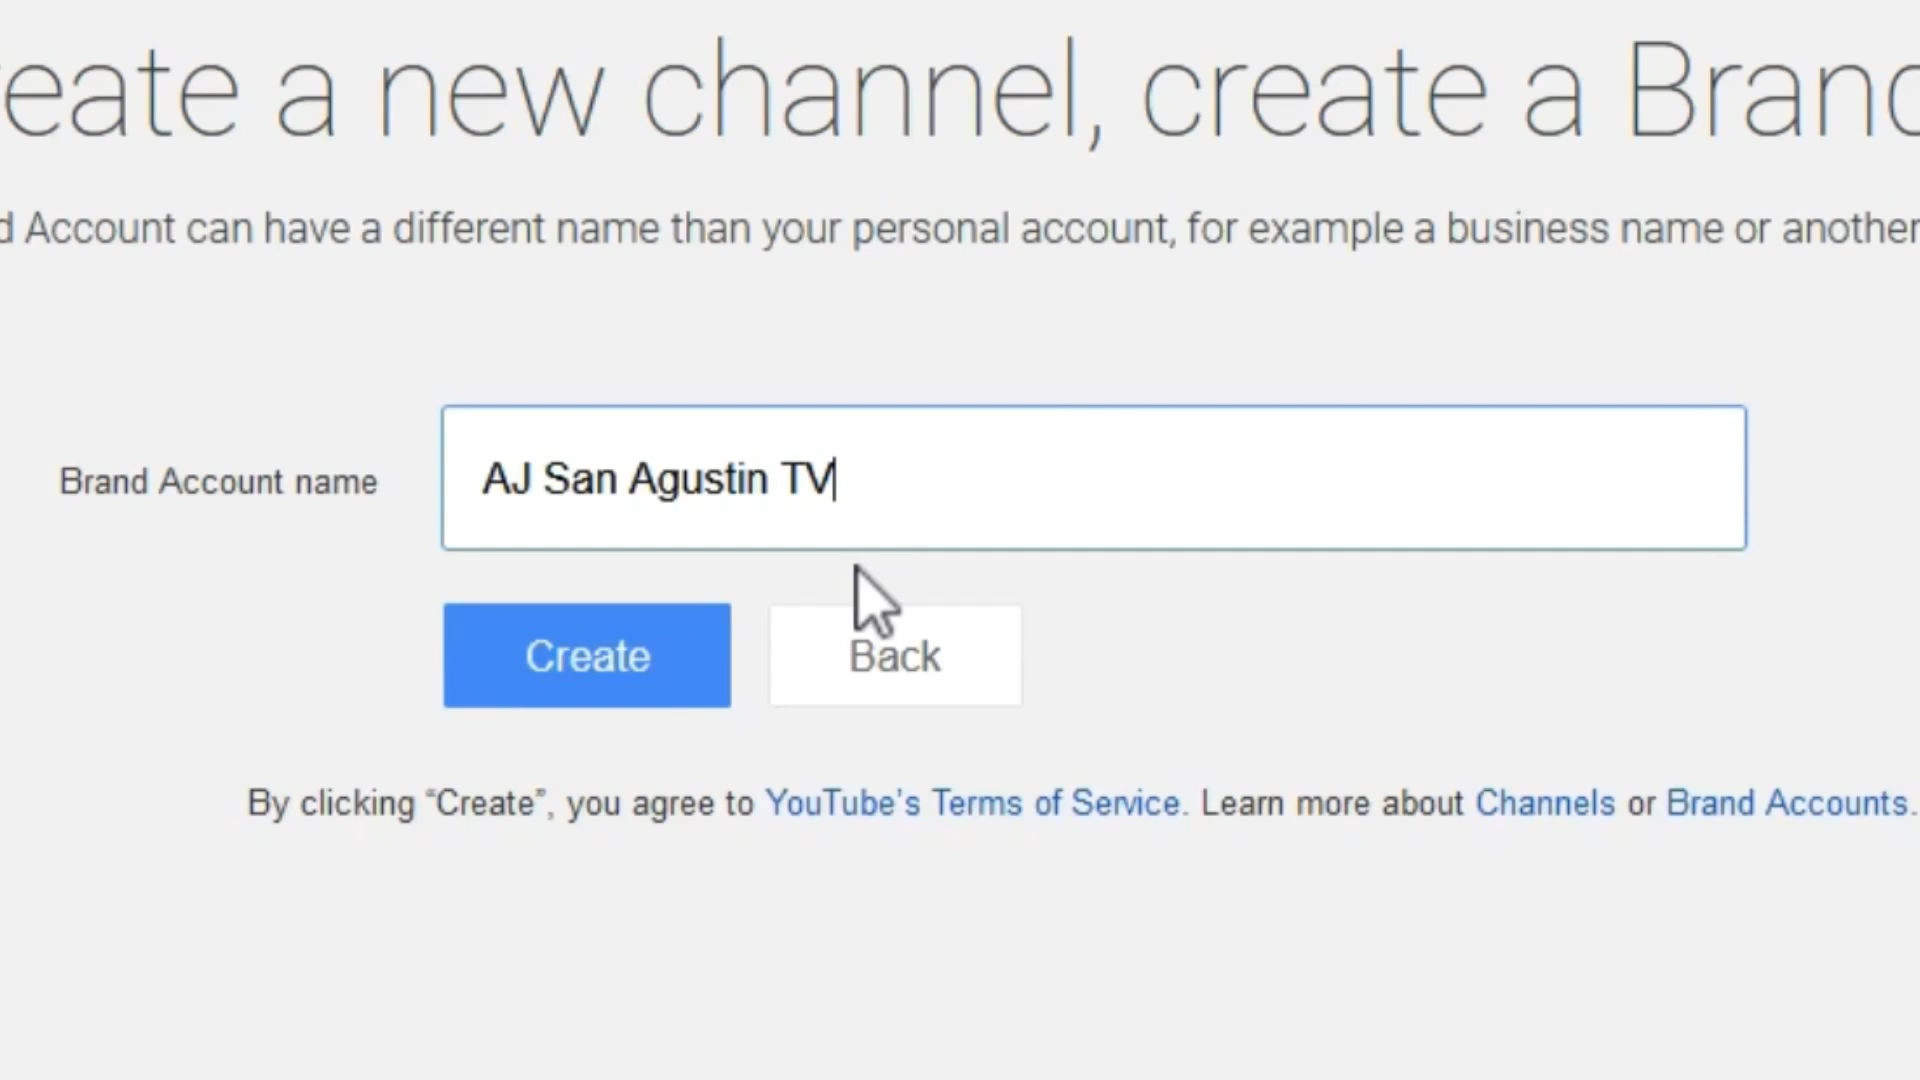 eate a new channel, create a Brand
d Account can have a different name than your personal account, for example a business name or another
Brand Account name
AJ San Agustin TV
Create
Back
By clicking “Create”, you agree to YouTube's Terms of Service. Learn more about Channels or Brand Accounts.